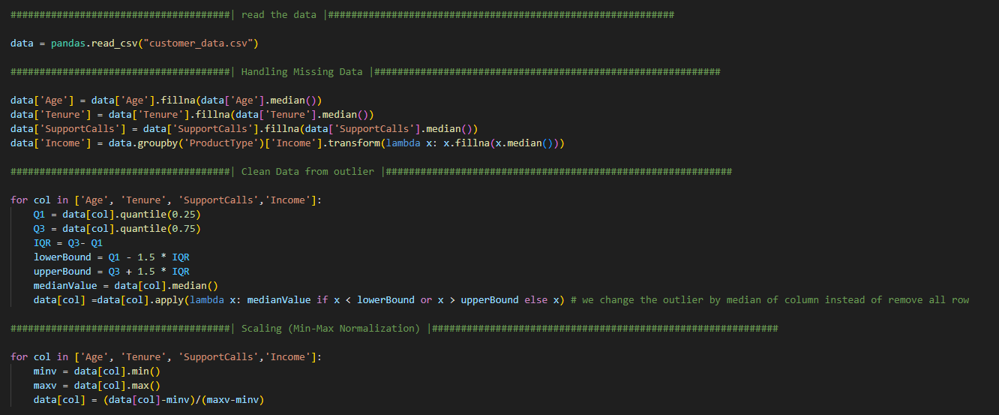 ######################################| read the data |############################################################
data = pandas.read_csv("customer_data.csv")
######################################| Handling Missing Data |############################################################
data['Age'] = data['Age'].fillna(data['Age'].median())
data['Tenure'] = data['Tenure'].fillna(data['Tenure'].median())
data['SupportCalls'] = data['SupportCalls'].fillna(data['SupportCalls'].median())
data['Income'] = data.groupby('ProductType')['Income'].transform(lambda x: x.fillna(x.median()))
######################################| Clean Data from outlier |############################################################
for col in ['Age', 'Tenure', 'SupportCalls','Income']:
    Q1 = data[col].quantile(0.25)
    Q3 = data[col].quantile(0.75)
    IQR = Q3- Q1
    lowerBound = Q1 - 1.5 * IQR
    upperBound = Q3 + 1.5 * IQR
    medianValue = data[col].median()
    data[col] =data[col].apply(lambda x: medianValue if x < lowerBound or x > upperBound else x) # we change the outlier by median of column instead of remove all row
######################################| Scaling (Min-Max Normalization) |############################################################
for col in ['Age', 'Tenure', 'SupportCalls','Income']:
    minv = data[col].min()
    maxv = data[col].max()
    data[col] = (data[col]-minv)/(maxv-minv)